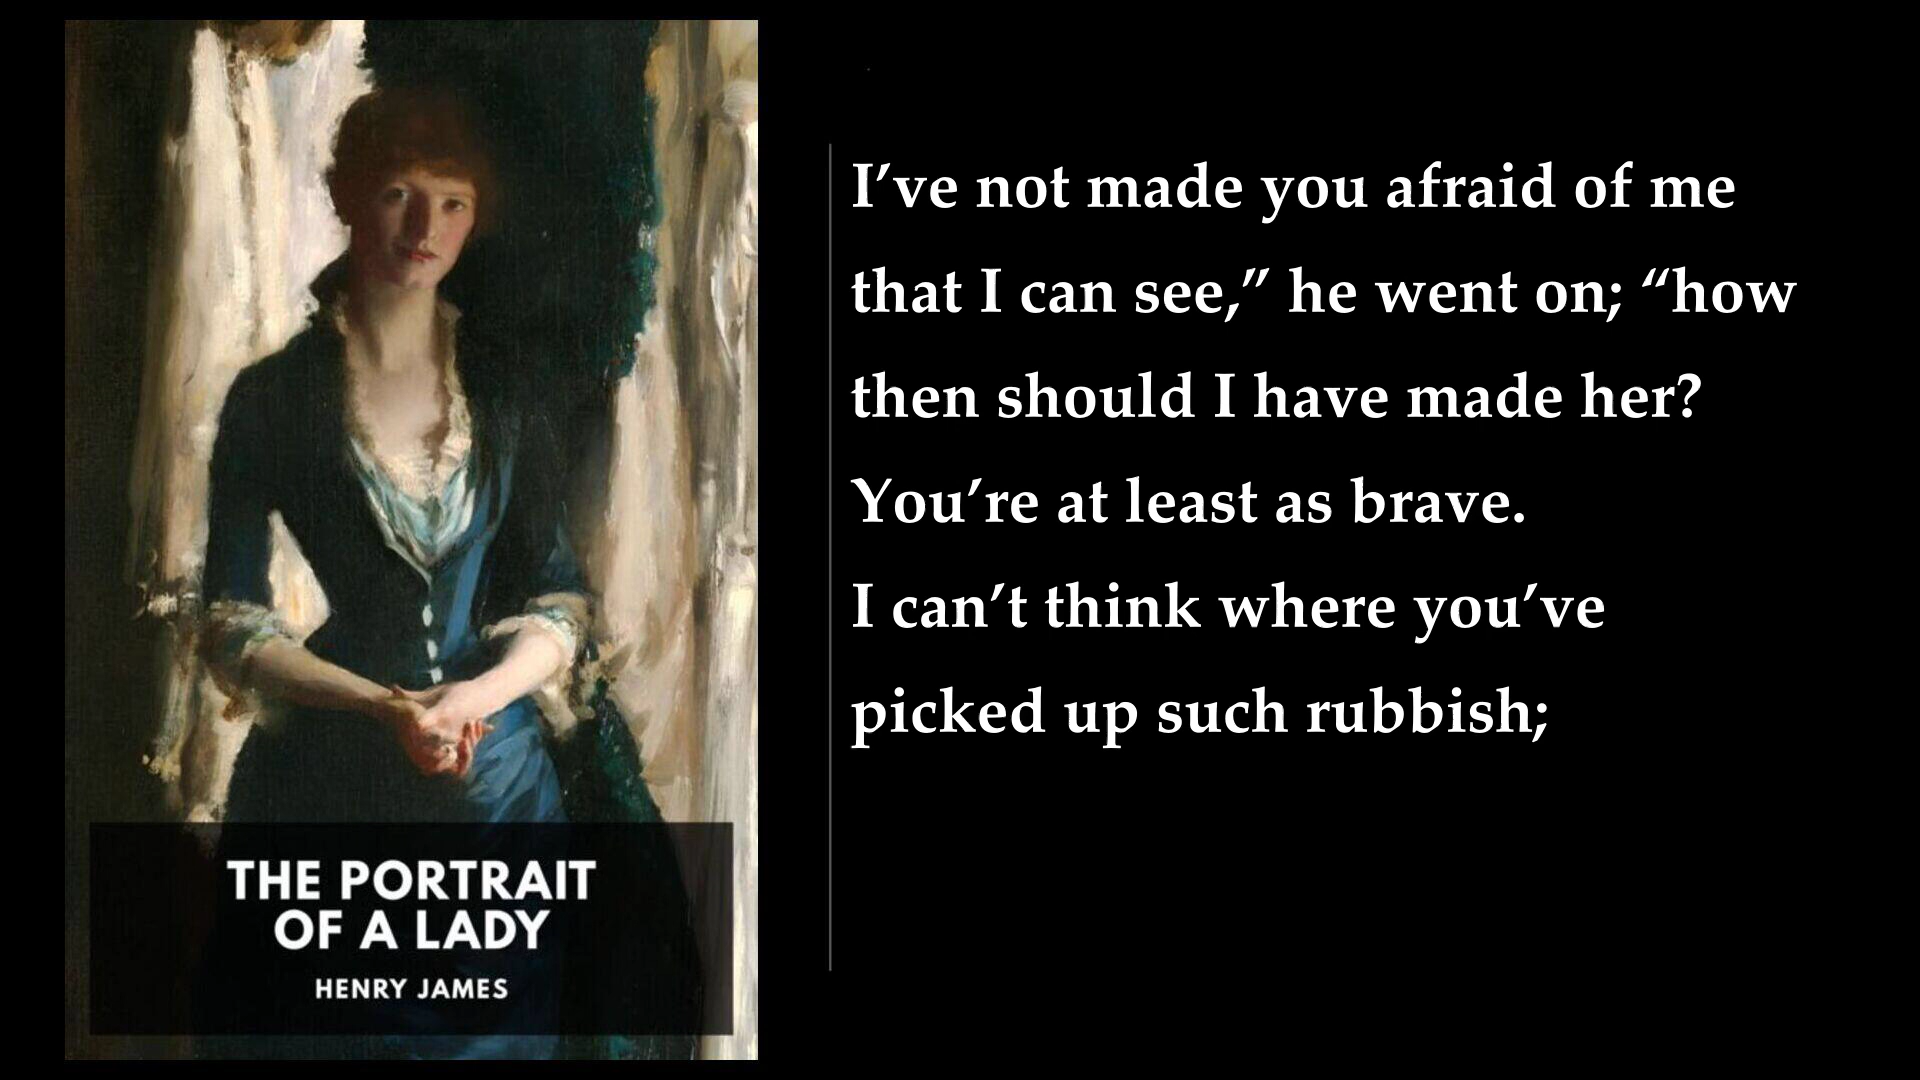 I’ve not made you afraid of me
that I can see,” he went on; “how
then should I have made her?
You’re at least as brave.
I can’t think where you’ve
picked up such rubbish;
THE PORTRAIT
OF A LADY
HENRY JAMES